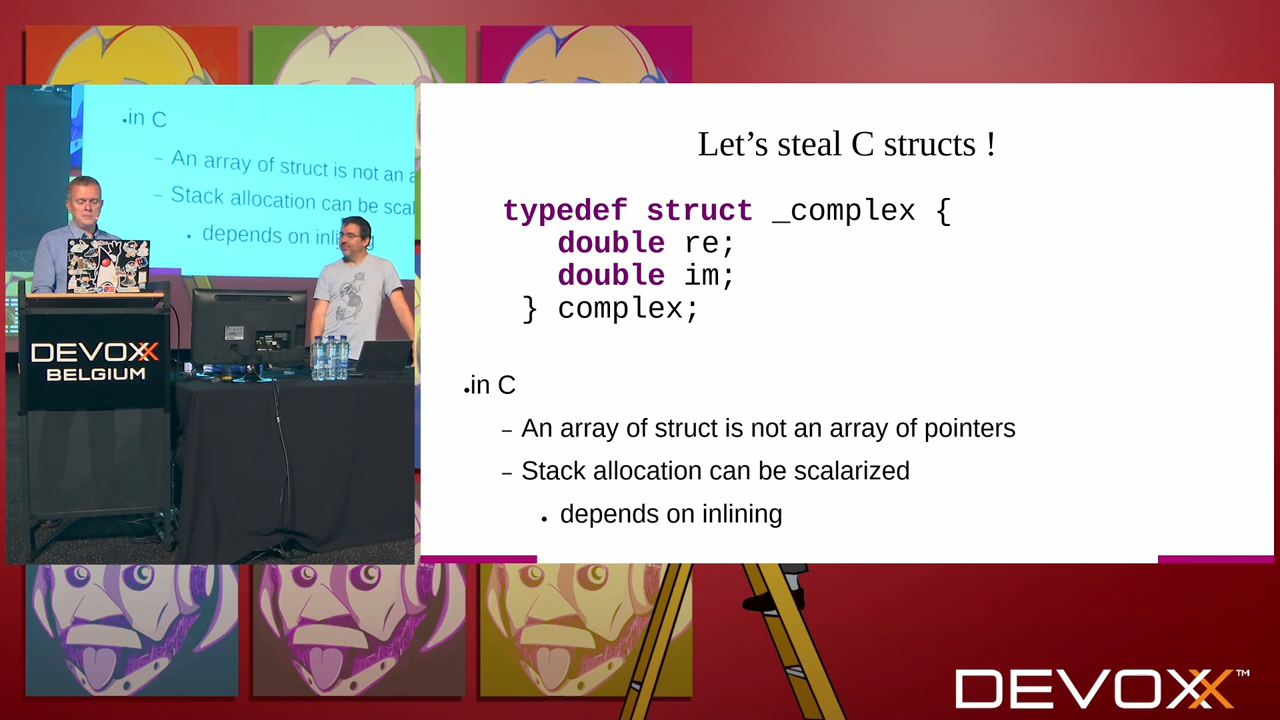 in C
– An array of struct is not an a
– Stack allocation can be scal
depends on inli
DEVOXX
BELGIUM
Let's steal C structs !
typedef struct _complex {
double re;
double im;
} complex;
•in C
– An array of struct is not an array of pointers
– Stack allocation can be scalarized
• depends on inlining
DEVOXX™